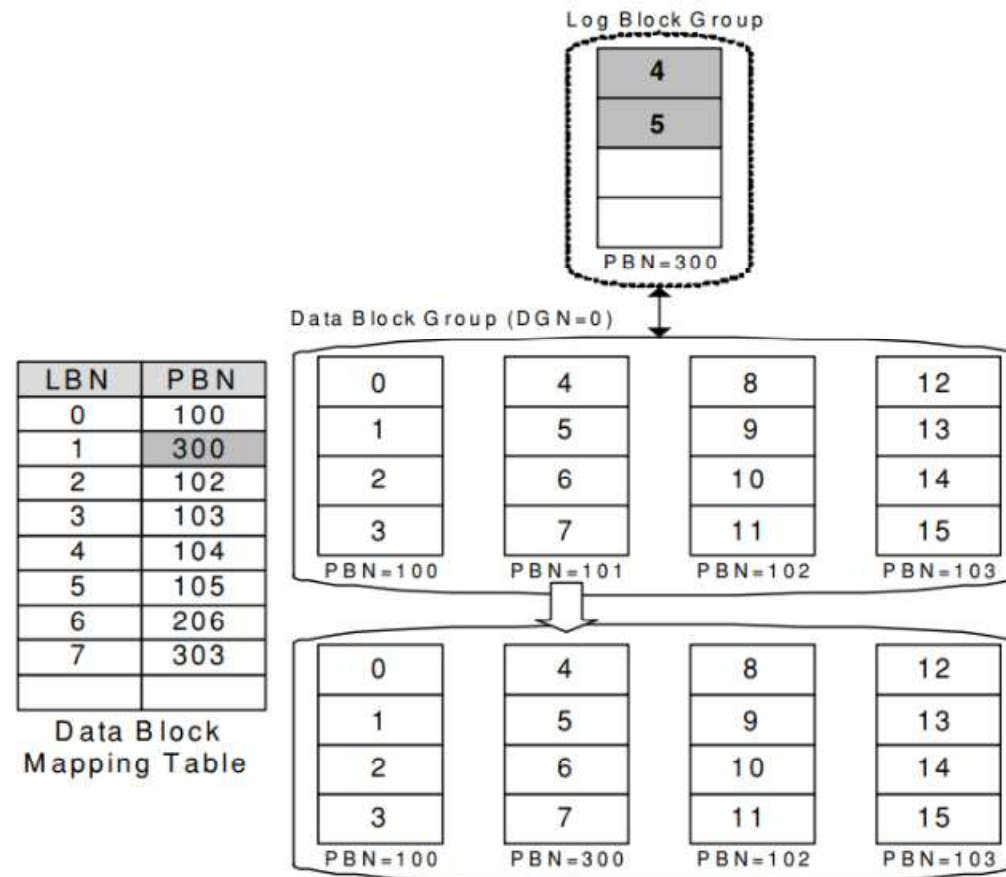 Log Block Group
4
5
PBN=300
Data Block Group (DGN=0)
0 4 8 12
1 5 9 13
2 6 10 14
3 7 11 15
PBN=100 PBN=101 PBN=102 PBN=103
LBN PBN
0 100
1 300
2 102
3 103
4 104
5 105
6 206
7 303
Data Block
Mapping Table
0 4 8 12
1 5 9 13
2 6 10 14
3 7 11 15
PBN=100 PBN=300 PBN=102 PBN=103